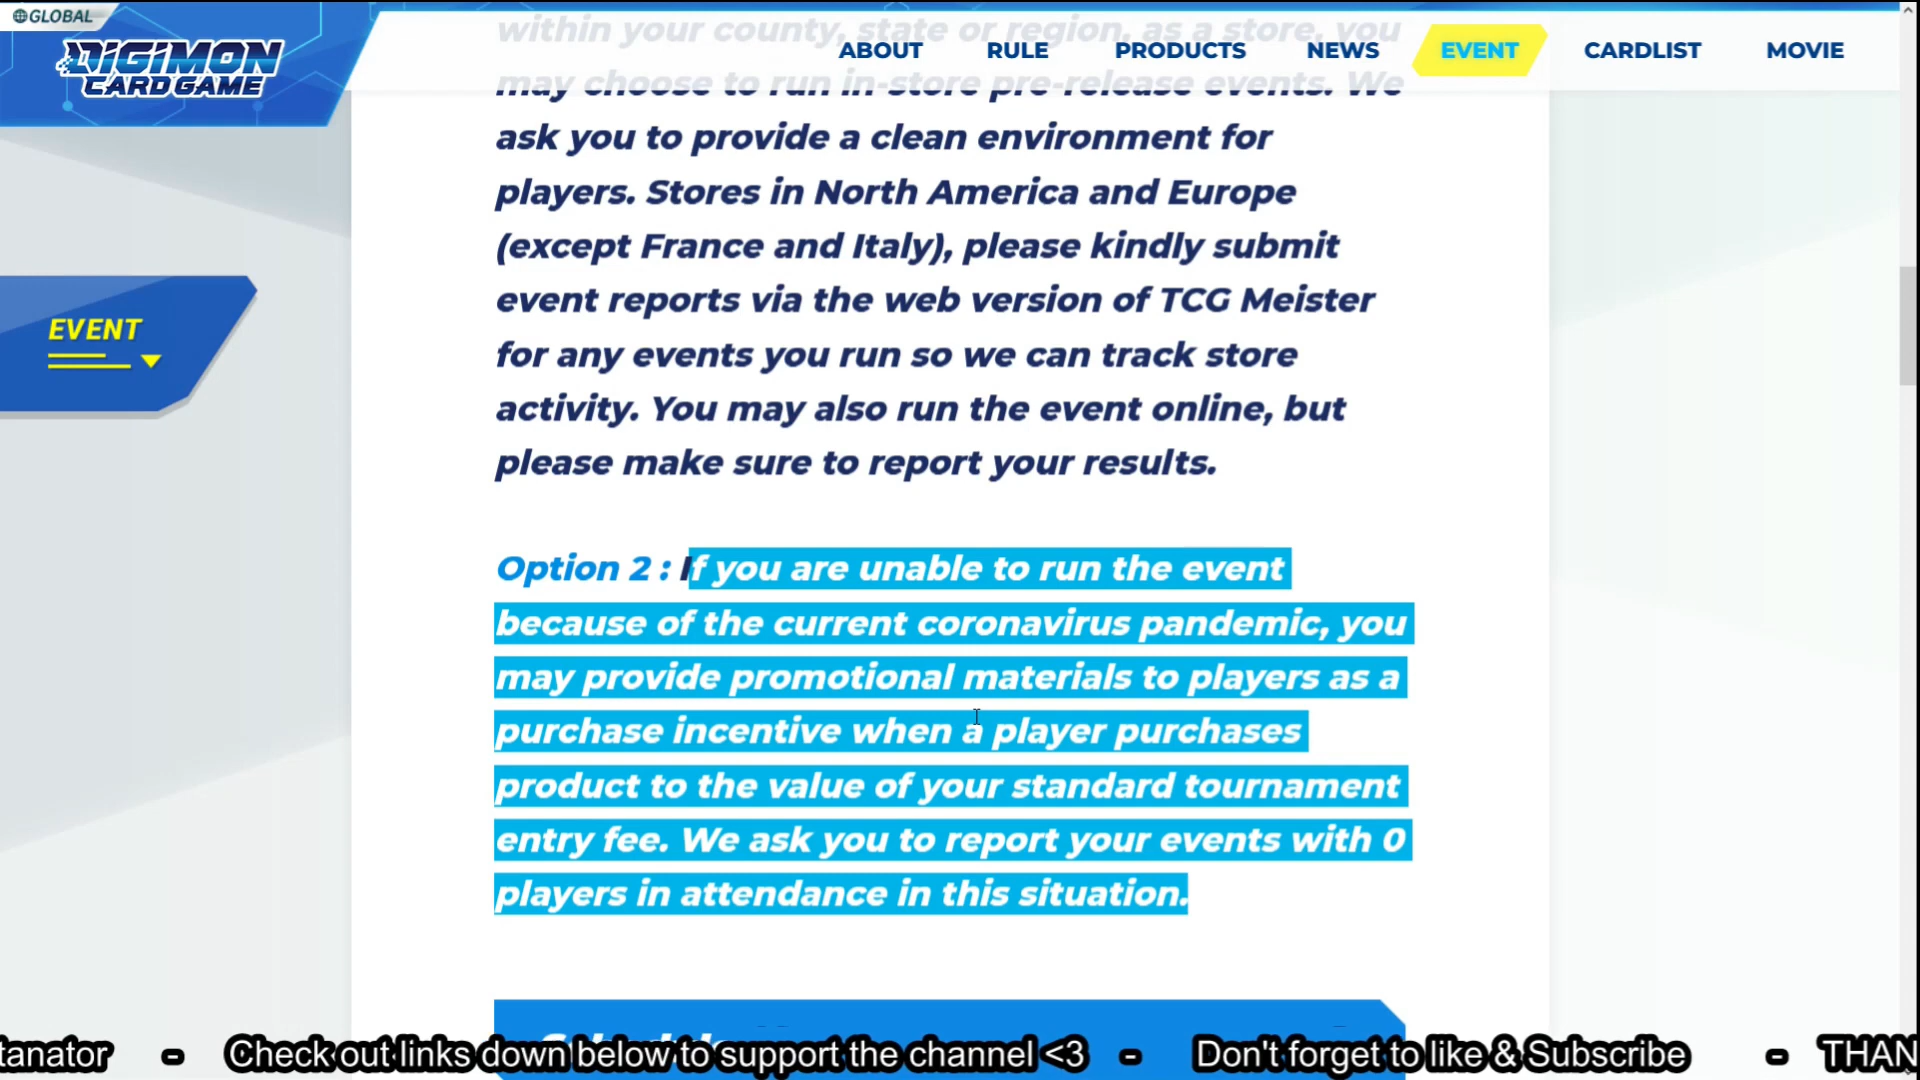 GLOBAL
DIGIMON
CARD GAME
ABOUT RULE PRODUCTS NEWS EVENT CARDLIST MOVIE
within your county, state or region, as a store, you
may choose to run in-store pre-release events. We
ask you to provide a clean environment for
players. Stores in North America and Europe
(except France and Italy), please kindly submit
event reports via the web version of TCG Meister
for any events you run so we can track store
activity. You may also run the event online, but
please make sure to report your results.
EVENT
Option 2 : If you are unable to run the event
because of the current coronavirus pandemic, you
may provide promotional materials to players as a
purchase incentive when a player purchases
product to the value of your standard tournament
entry fee. We ask you to report your events with 0
players in attendance in this situation.
tanator - Check out links down below to support the channel <3 - Don't forget to like & Subscribe - THAN